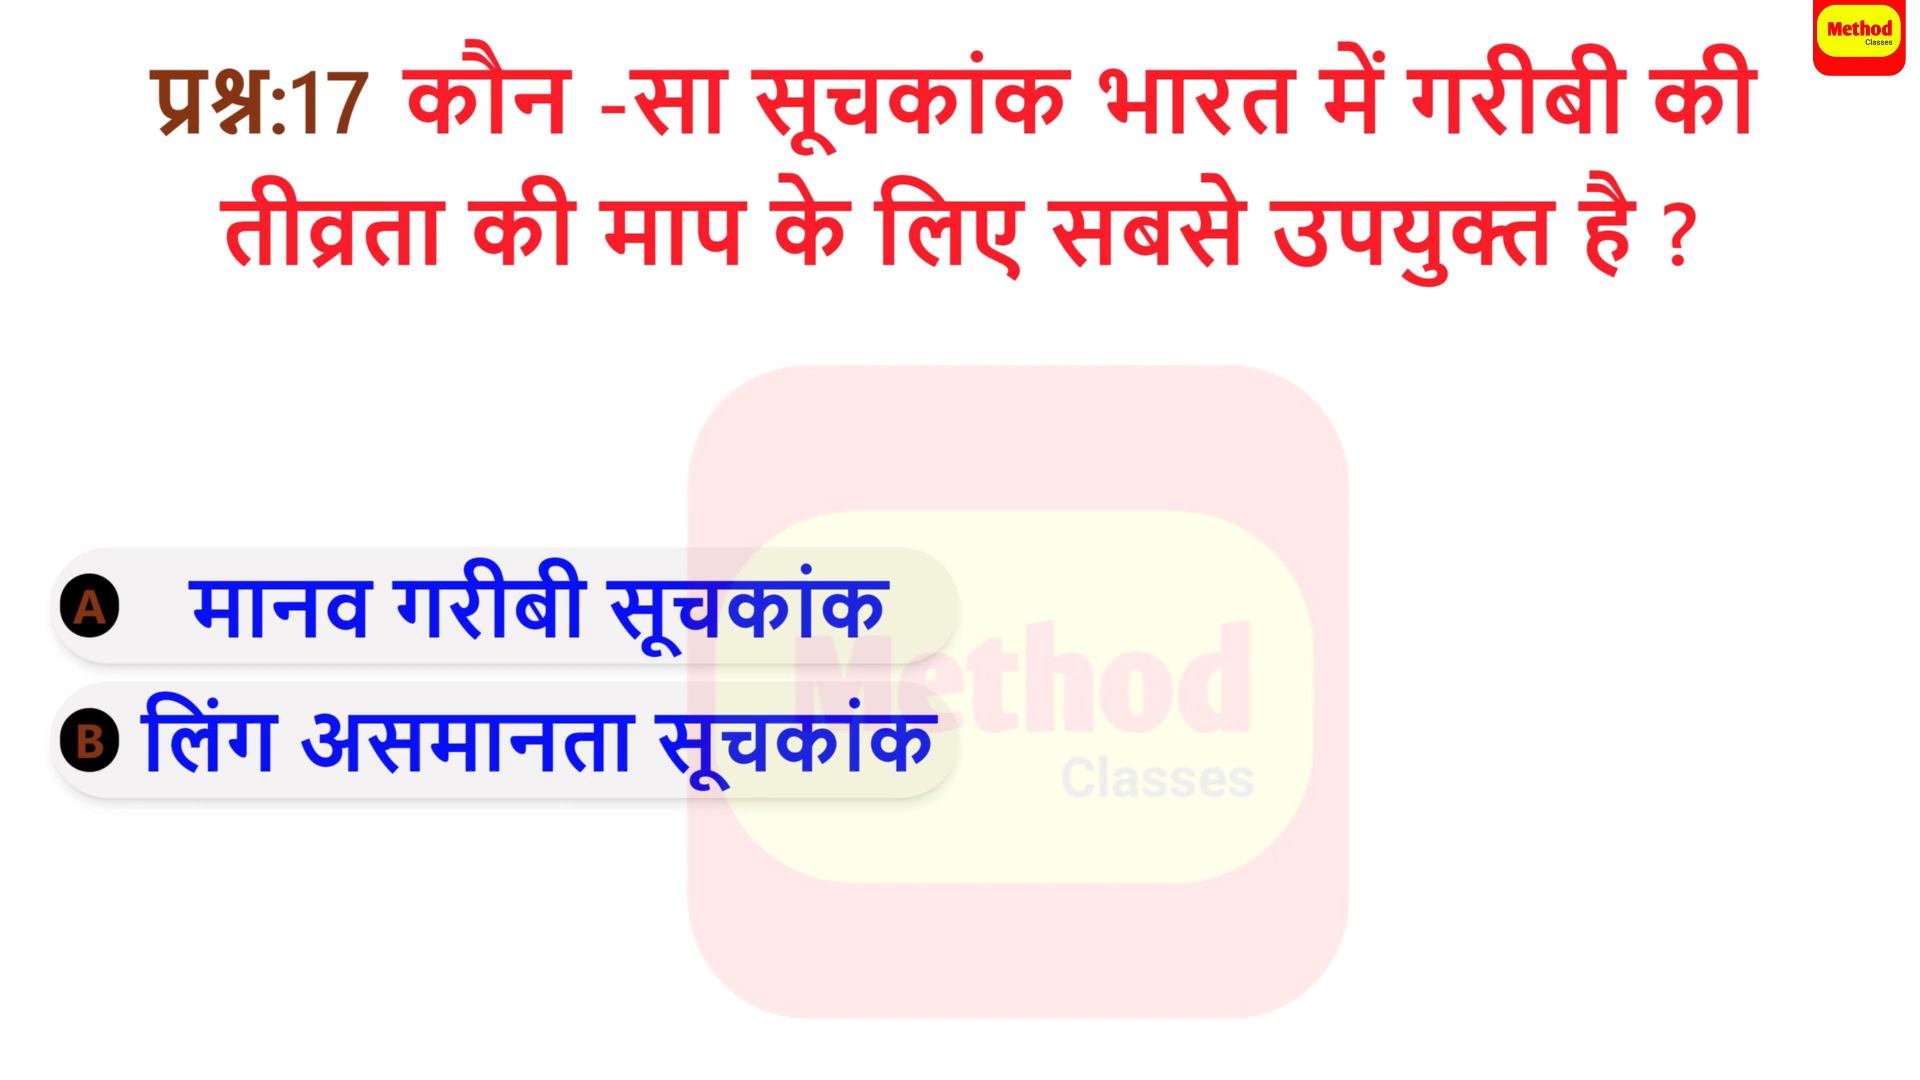 Method
Classes
प्रश्न:17 कौन -सा सूचकांक भारत में गरीबी की
तीव्रता की माप के लिए सबसे उपयुक्त है ?
A मानव गरीबी सूचकांक
B लिंग असमानता सूचकांक
Method
Classes